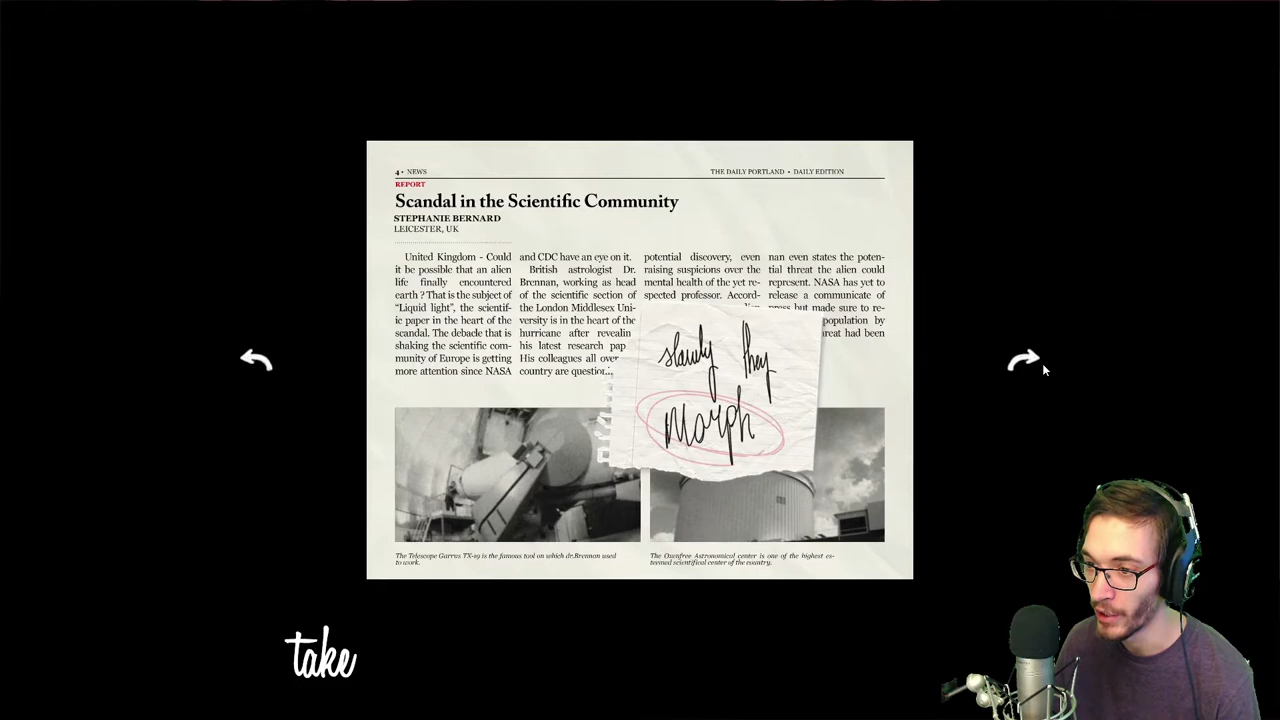 4 • NEWS
THE DAILY PORTLAND • DAILY EDITION
REPORT
Scandal in the Scientific Community
STEPHANIE BERNARD
LEICESTER, UK
United Kingdom - Could
it be possible that an alien
life finally encountered
earth ? That is the subject of
“Liquid light”, the scientif-
ic paper in the heart of the
scandal. The debacle that is
shaking the scientific com-
munity of Europe is getting
more attention since NASA
and CDC have an eye on it.
British astrologist Dr.
Brennan, working as head
of the scientific section of
the London Middlesex Uni-
versity is in the heart of the
hurricane after revealin
his latest research pap
His colleagues all over
country are question
potential discovery, even
raising suspicions over the
mental health of the yet re-
spected professor. Accord-
nan even states the poten-
tial threat the alien could
represent. NASA has yet to
release a communicate of
press but made sure to re-
population by
reat had been
slowly they
Morph
The Telescope Garrus TX-19 is the famous tool on which dr.Brennan used
to work.
The Ownfree Astronomical center is one of the highest es-
teemed scientifical center of the country.
take